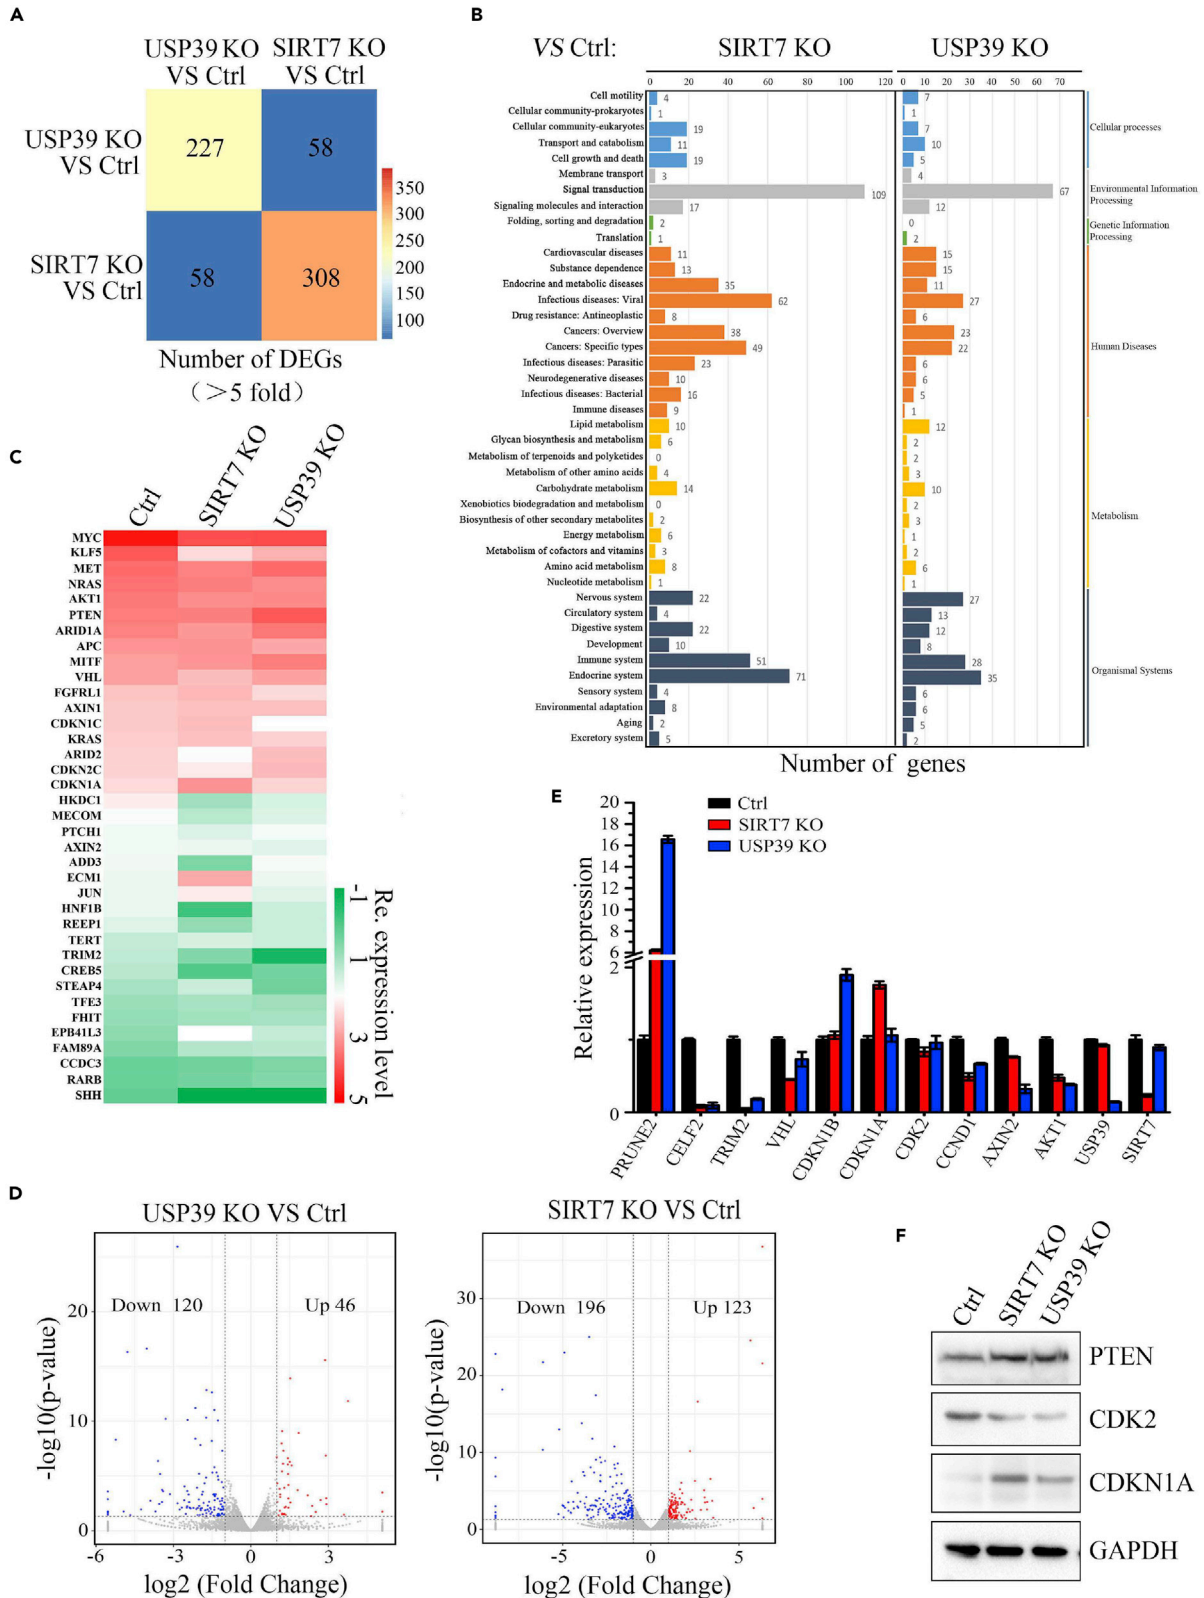 A
USP39 KO
VS Ctrl
SIRT7 KO
VS Ctrl
USP39 KO
VS Ctrl
227
58
SIRT7 KO
VS Ctrl
58
308
350
300
250
200
150
100
Number of DEGs
（＞5 fold）
B
VS Ctrl:
SIRT7 KO
USP39 KO
0 20 40 60 80 100 120
0 10 20 30 40 50 60 70
Cell motility 4 7
Cellular community-prokaryotes 1 1
Cellular community-eukaryotes 19 7
Transport and catabolism 11 10
Cell growth and death 19 5
Cellular processes
Membrane transport 3 4
Signal transduction 109 67
Signaling molecules and interaction 17 12
Environmental Information
Processing
Folding, sorting and degradation 2 0
Translation 1 2
Genetic Information
Processing
Cardiovascular diseases 11 15
Substance dependence 13 15
Endocrine and metabolic diseases 35 11
Infectious diseases: Viral 62 27
Drug resistance: Antineoplastic 8 6
Cancers: Overview 38 23
Cancers: Specific types 49 22
Infectious diseases: Parasitic 23 6
Neurodegenerative diseases 10 6
Infectious diseases: Bacterial 16 5
Immune diseases 9 1
Human Diseases
Lipid metabolism 10 12
Glycan biosynthesis and metabolism 6 2
Metabolism of terpenoids and polyketides 0 2
Metabolism of other amino acids 4 3
Carbohydrate metabolism 14 10
Xenobiotics biodegradation and metabolism 0 2
Biosynthesis of other secondary metabolites 2 3
Energy metabolism 6 1
Metabolism of cofactors and vitamins 3 2
Amino acid metabolism 8 6
Nucleotide metabolism 1 1
Metabolism
Nervous system 22 27
Circulatory system 4 13
Digestive system 22 12
Development 10 8
Immune system 51 28
Endocrine system 71 35
Sensory system 4 6
Environmental adaptation 8 6
Aging 2 5
Excretory system 5 2
Organismal Systems
Number of genes
C
Ctrl
SIRT7 KO
USP39 KO
MYC
KLF5
MET
NRAS
AKT1
PTEN
ARID1A
APC
MITF
VHL
FGFRL1
AXIN1
CDKN1C
KRAS
ARID2
CDKN2C
CDKN1A
HKDC1
MECOM
PTCH1
AXIN2
ADD3
ECM1
JUN
HNF1B
REEP1
TERT
TRIM2
CREB5
STEAP4
TFE3
FHIT
EPB41L3
FAM89A
CCDC3
RARB
SHH
-1 1 3 5
Re. expression level
E
Ctrl
SIRT7 KO
USP39 KO
Relative expression
20
18
16
14
12
10
8
6
2
1
0
PRUNE2
CELF2
TRIM2
VHL
CDKN1B
CDKN1A
CDK2
CCND1
AXIN2
AKT1
USP39
SIRT7
D
USP39 KO VS Ctrl
Down 120
Up 46
-log10(p-value)
20
10
0
-6 -3 0 3 6
log2 (Fold Change)
SIRT7 KO VS Ctrl
Down 196
Up 123
-log10(p-value)
30
20
10
0
-5 0 5
log2 (Fold Change)
F
Ctrl
SIRT7 KO
USP39 KO
PTEN
CDK2
CDKN1A
GAPDH